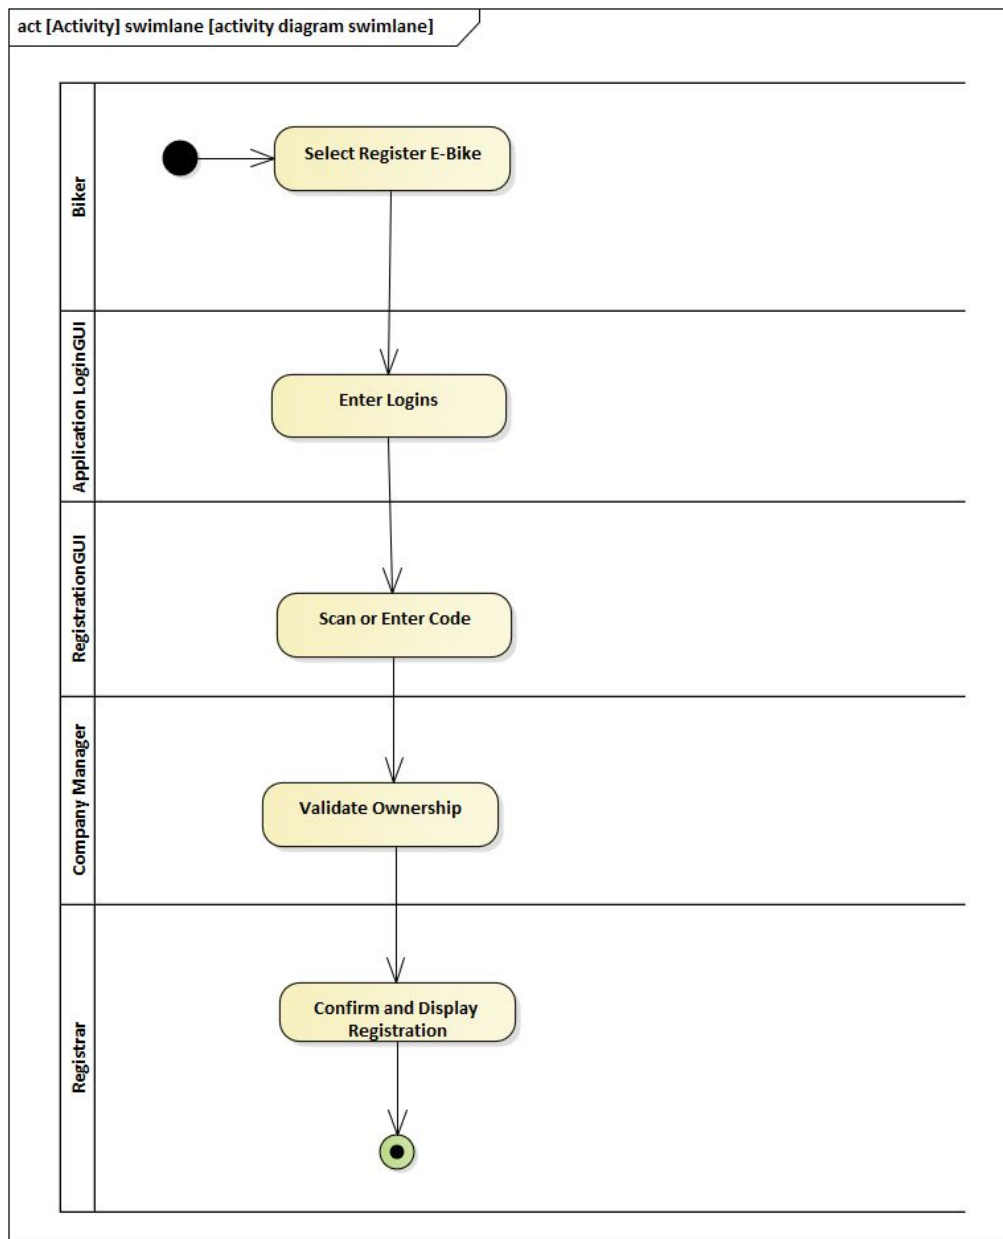 act [Activity] swimlane [activity diagram swimlane]
Biker
Select Register E-Bike
Application LoginGUI
Enter Logins
RegistrationGUI
Scan or Enter Code
Company Manager
Validate Ownership
Registrar
Confirm and Display
Registration